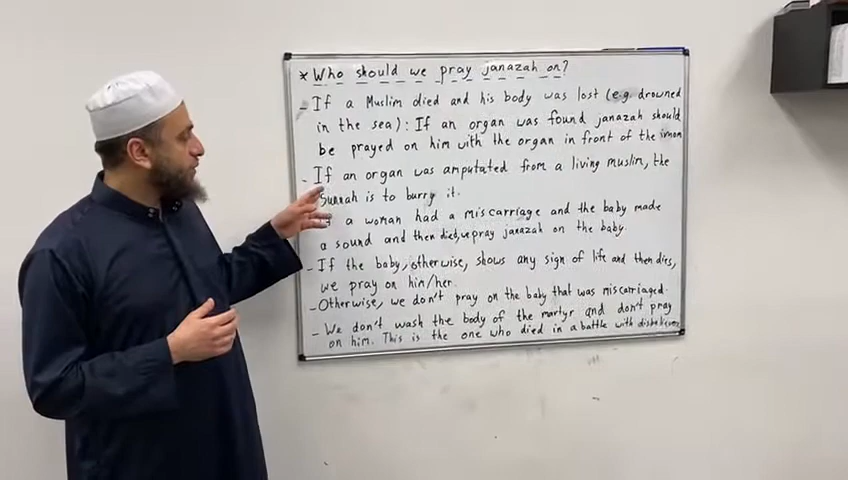 * Who should we pray janazah on?
- If a Muslim died and his body was lost (e.g. drowned
in the sea): If an organ was found janazah should
be prayed on him with the organ in front of the imam
- If an organ was amputated from a living muslim, the
Sunnah is to burry it.
If a woman had a miscarriage and the baby made
a sound and then died, we pray janazah on the baby.
- If the baby, otherwise, shows any sign of life and then dies,
we pray on him/her.
- Otherwise, we don't pray on the baby that was miscarriaged.
- We don't wash the body of the martyr and don't pray
on him. This is the one who died in a battle with disbelievers